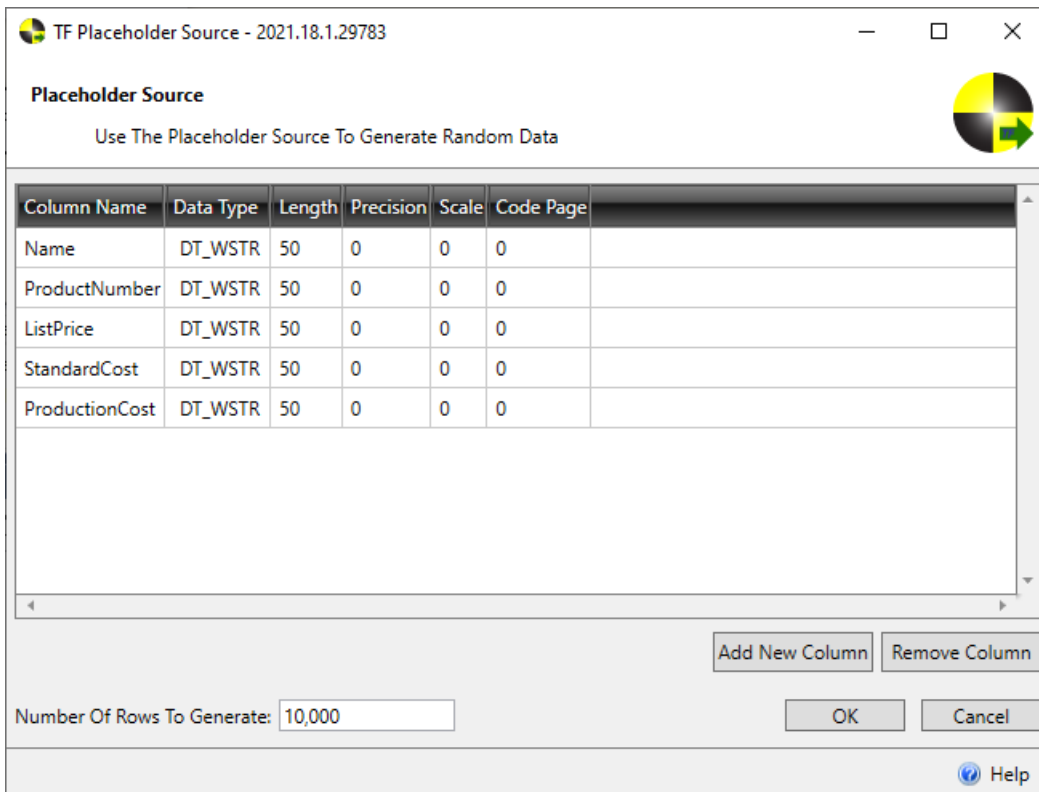 TF Placeholder Source - 2021.18.1.29783
Placeholder Source
Use The Placeholder Source To Generate Random Data
Column Name Data Type Length Precision Scale Code Page
Name DT_WSTR 50 0 0 0
ProductNumber DT_WSTR 50 0 0 0
ListPrice DT_WSTR 50 0 0 0
StandardCost DT_WSTR 50 0 0 0
ProductionCost DT_WSTR 50 0 0 0
Add New Column Remove Column
Number Of Rows To Generate: 10,000 OK Cancel
Help